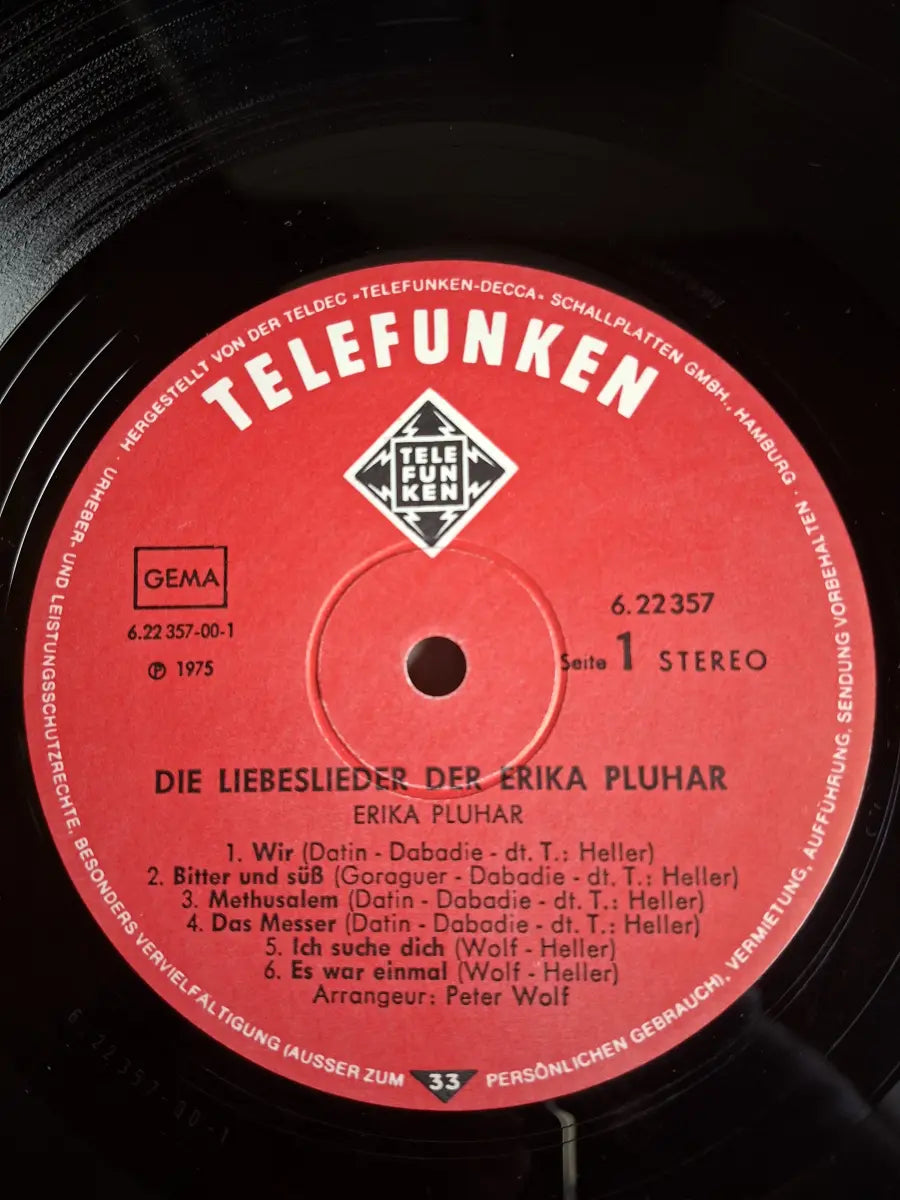 URHEBER- UND LEISTUNGSSCHUTZRECHTE, BESONDERS VERVIELFÄLTIGUNG (AUSSER ZUM PERSÖNLICHEN GEBRAUCH), VERMIETUNG, AUFFÜHRUNG, SENDUNG VORBEHALTEN ·
HERGESTELLT VON DER TELDEC »TELEFUNKEN-DECCA« SCHALLPLATTEN GMBH., HAMBURG ·
TELEFUNKEN
TELE
FUN
KEN
GEMA
6.22 357-00-1
℗ 1975
6.22357
Seite 1 STEREO
DIE LIEBESLIEDER DER ERIKA PLUHAR
ERIKA PLUHAR
1. Wir (Datin - Dabadie - dt. T.: Heller)
2. Bitter und süß (Goraguer - Dabadie - dt. T.: Heller)
3. Methusalem (Datin - Dabadie - dt. T.: Heller)
4. Das Messer (Datin - Dabadie - dt. T.: Heller)
5. Ich suche dich (Wolf - Heller)
6. Es war einmal (Wolf - Heller)
Arrangeur: Peter Wolf
33
6.22357-00-1